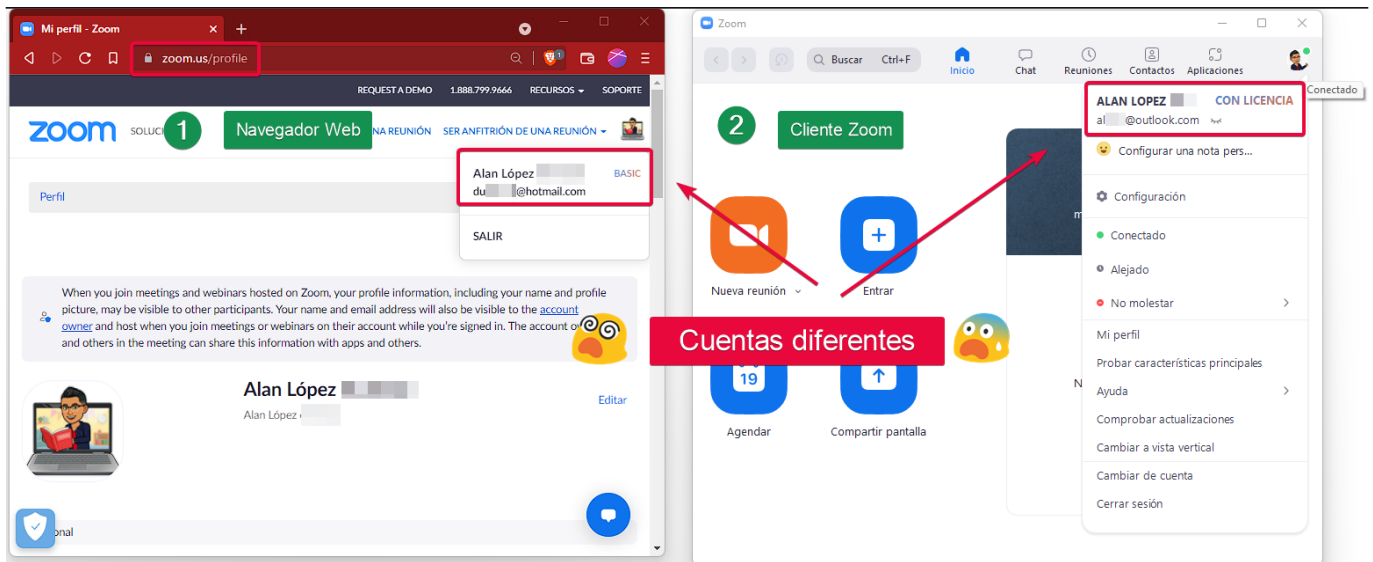 Mi perfil - Zoom
zoom.us/profile
REQUEST A DEMO 1.888.799.9666 RECURSOS SOPORTE
zoom SOLUC 1 Navegador Web NA REUNIÓN SER ANFITRIÓN DE UNA REUNIÓN
Alan López BASIC
du @hotmail.com
SALIR
Perfil
When you join meetings and webinars hosted on Zoom, your profile information, including your name and profile
picture, may be visible to other participants. Your name and email address will also be visible to the account
owner and host when you join meetings or webinars on their account while you're signed in. The account o
and others in the meeting can share this information with apps and others.
Alan López
Alan López
Editar
onal
Cuentas diferentes
Zoom
Buscar Ctrl+F
Inicio Chat Reuniones Contactos Aplicaciones
Conectado
2 Cliente Zoom
Nueva reunión Entrar
19
Agendar Compartir pantalla
m
N
ALAN LOPEZ CON LICENCIA
al @outlook.com
Configurar una nota pers...
Configuración
Conectado
Alejado
No molestar
Mi perfil
Probar características principales
Ayuda
Comprobar actualizaciones
Cambiar a vista vertical
Cambiar de cuenta
Cerrar sesión